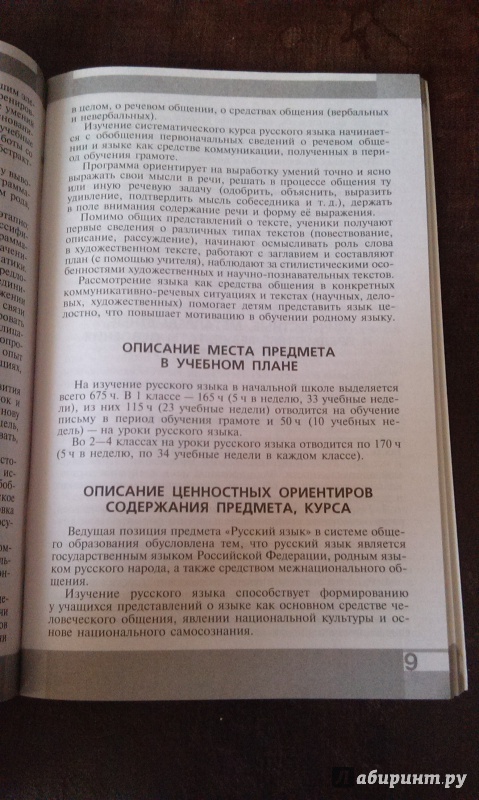 в целом, о речевом общении, о средствах общения (вербальных
и невербальных).
Изучение систематического курса русского языка начинает-
ся с обобщения первоначальных сведений о речевом обще-
нии и языке как средстве коммуникации, полученных в пери-
од обучения грамоте.
Программа ориентирует на выработку умений точно и ясно
выражать свои мысли в речи, решать в процессе общения ту
или иную речевую задачу (одобрить, объяснить, выразить
удивление, подтвердить мысль собеседника и т. д.), держать
в поле внимания содержание речи и форму её выражения.
Помимо общих представлений о тексте, ученики получают
первые сведения о различных типах текстов (повествование,
описание, рассуждение), начинают осмысливать роль слова
в художественном тексте, работают с заглавием и составляют
план (с помощью учителя), наблюдают за стилистическими осо-
бенностями художественных и научно-познавательных текстов.
Рассмотрение языка как средства общения в конкретных
коммуникативно-речевых ситуациях и текстах (научных, дело-
вых, художественных) помогает детям представить язык це-
лостно, что повышает мотивацию в обучении родному языку.
ОПИСАНИЕ МЕСТА ПРЕДМЕТА
В УЧЕБНОМ ПЛАНЕ
На изучение русского языка в начальной школе выделяется
всего 675 ч. В 1 классе — 165 ч (5 ч в неделю, 33 учебные неде-
ли), из них 115 ч (23 учебные недели) отводится на обучение
письму в период обучения грамоте и 50 ч (10 учебных не-
дель) — на уроки русского языка.
Во 2—4 классах на уроки русского языка отводится по 170 ч
(5 ч в неделю, по 34 учебные недели в каждом классе).
ОПИСАНИЕ ЦЕННОСТНЫХ ОРИЕНТИРОВ
СОДЕРЖАНИЯ ПРЕДМЕТА, КУРСА
Ведущая позиция предмета «Русский язык» в системе обще-
го образования обусловлена тем, что русский язык является
государственным языком Российской Федерации, родным язы-
ком русского народа, а также средством межнационального об-
щения.
Изучение русского языка способствует формированию
у учащихся представлений о языке как основном средстве че-
ловеческого общения, явлении национальной культуры и ос-
нове национального самосознания.
9
Лабиринт.ру